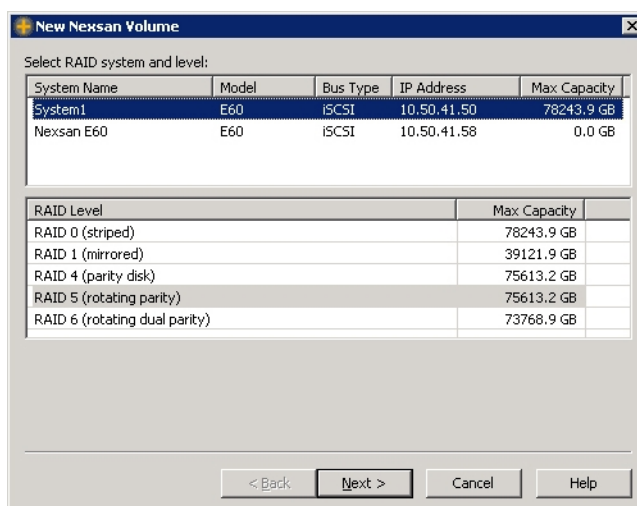 New Nexsan Volume
Select RAID system and level:
System Name Model Bus Type IP Address Max Capacity
System1 E60 iSCSI 10.50.41.50 78243.9 GB
Nexsan E60 E60 iSCSI 10.50.41.58 0.0 GB
RAID Level Max Capacity
RAID 0 (striped) 78243.9 GB
RAID 1 (mirrored) 39121.9 GB
RAID 4 (parity disk) 75613.2 GB
RAID 5 (rotating parity) 75613.2 GB
RAID 6 (rotating dual parity) 73768.9 GB
< Back Next > Cancel Help